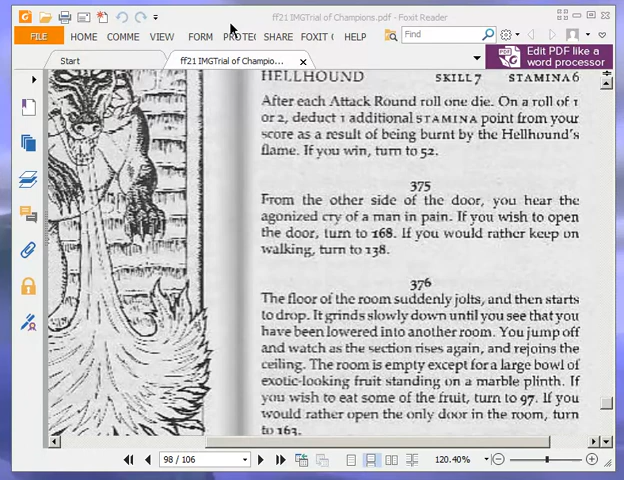 ff21 IMGTrial of Champions.pdf - Foxit Reader
FILE HOME COMME VIEW FORM PROTE SHARE FOXIT HELP Find
Start ff21 IMGTrial of Champio... Edit PDF like a
word processor
HELLHOUND SKILL 7 STAMINA 6
After each Attack Round roll one die. On a roll of 1
or 2, deduct 1 additional STAMINA point from your
score as a result of being burnt by the Hellhound's
flame. If you win, turn to 52.
375
From the other side of the door, you hear the
agonized cry of a man in pain. If you wish to open
the door, turn to 168. If you would rather keep on
walking, turn to 138.
376
The floor of the room suddenly jolts, and then starts
to drop. It grinds slowly down until you see that you
have been lowered into another room. You jump off
and watch as the section rises again, and rejoins the
ceiling. The room is empty except for a large bowl of
exotic-looking fruit standing on a marble plinth. If
you wish to eat some of the fruit, turn to 97. If you
would rather open the only door in the room, turn
to 163.
98 / 106 120.40%